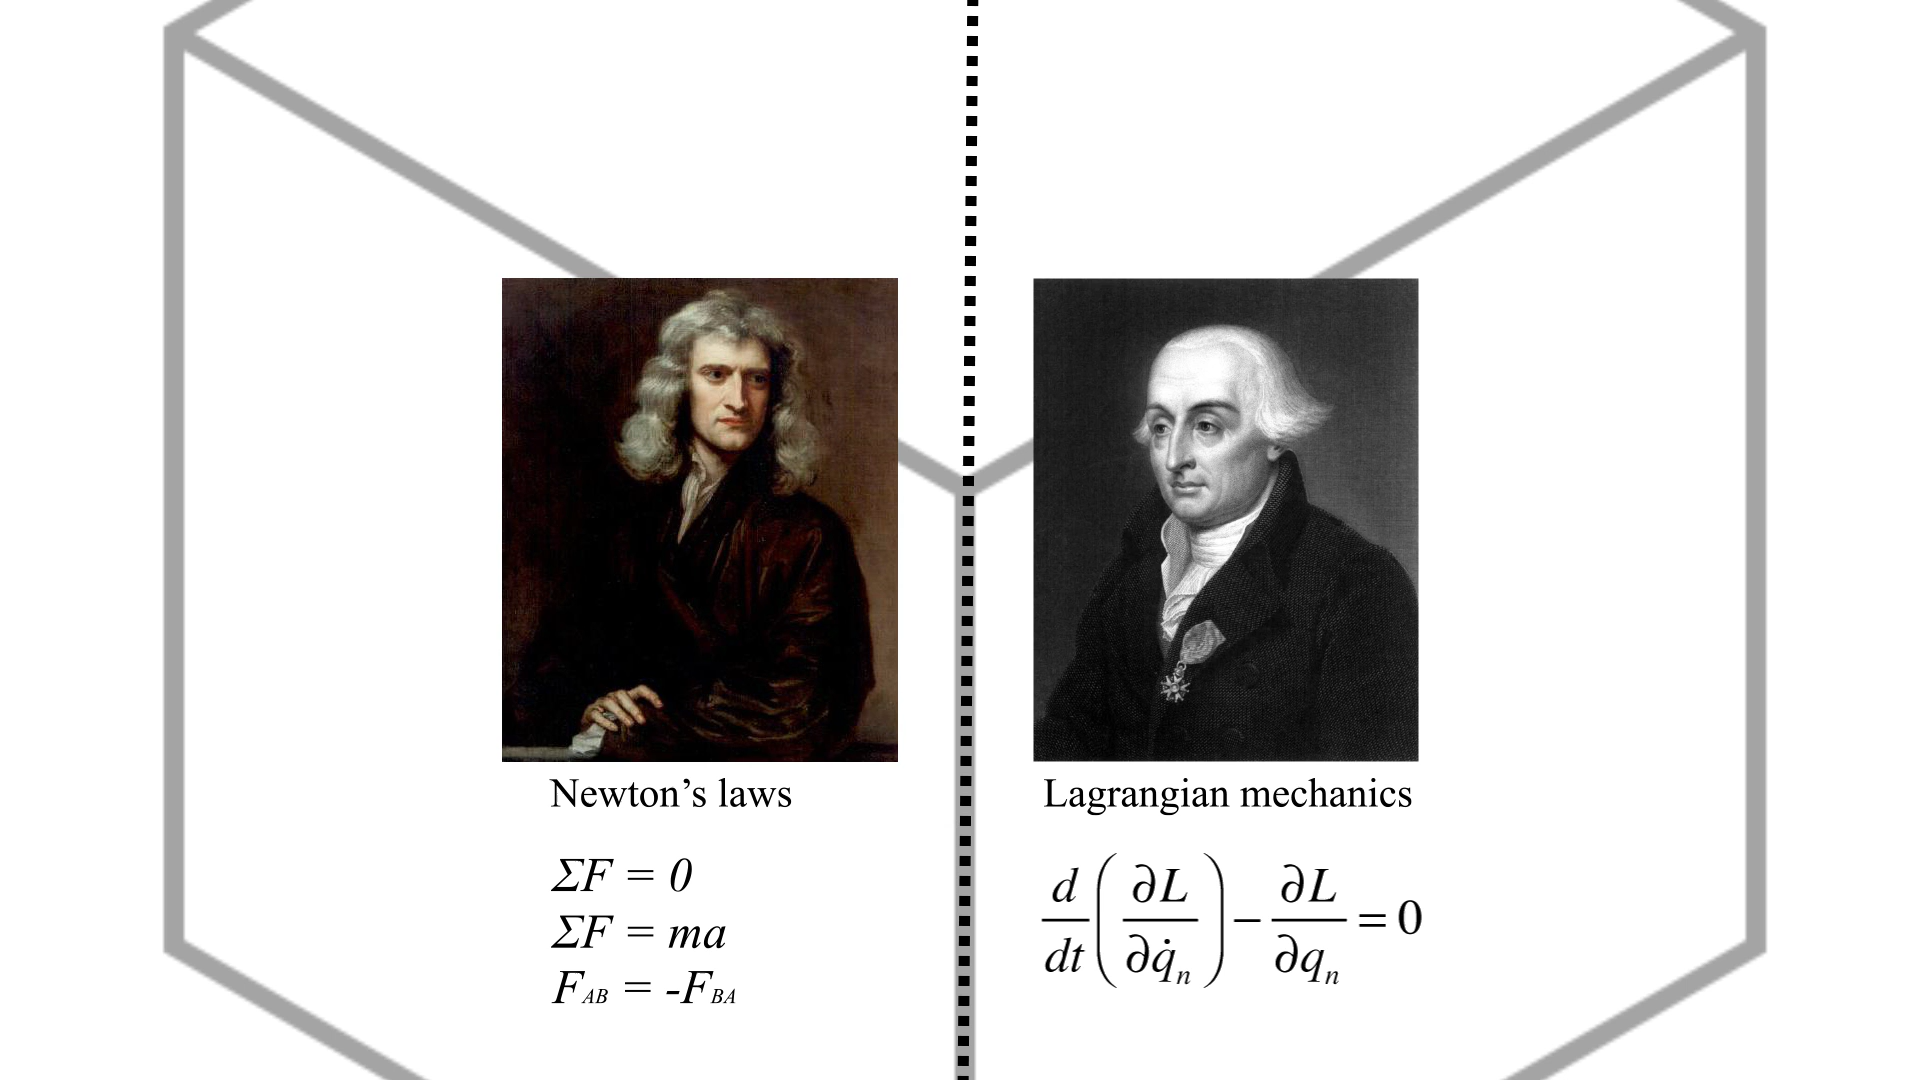 Newton’s laws
ΣF = 0
ΣF = ma
F_AB = -F_BA
Lagrangian mechanics
d/dt (∂L/∂q̇_n) − ∂L/∂q_n = 0